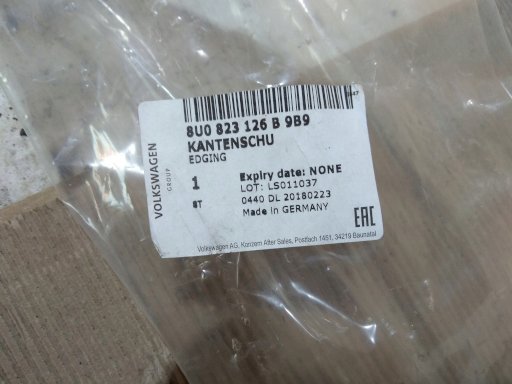 8U0 823 126 B 9B9
KANTENSCHU
EDGING
VOLKSWAGEN
GROUP
1
ST
Expiry date: NONE
LOT: LS011037
0440 DL 20180223
Made in GERMANY
EAC
Volkswagen AG, Konzern After Sales, Postfach 1451, 34219 Baunatal